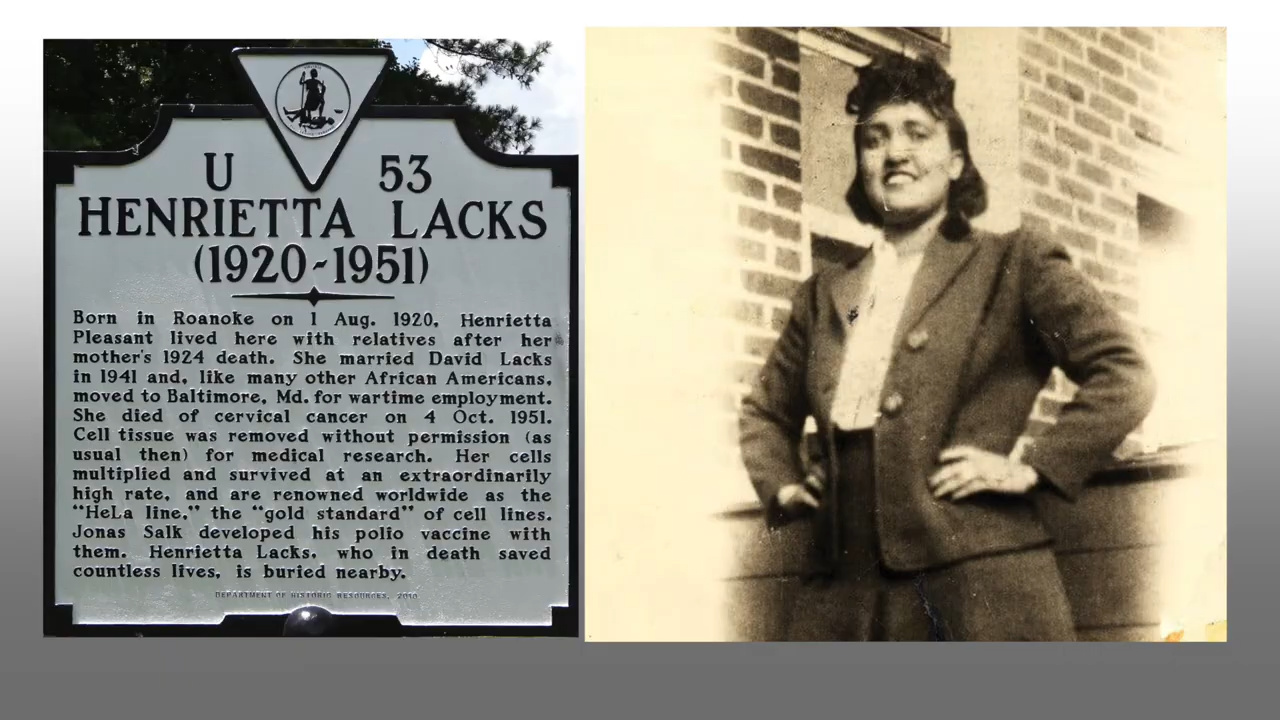 U 53
HENRIETTA LACKS
(1920-1951)
Born in Roanoke on 1 Aug. 1920, Henrietta
Pleasant lived here with relatives after her
mother's 1924 death. She married David Lacks
in 1941 and, like many other African Americans,
moved to Baltimore, Md. for wartime employment.
She died of cervical cancer on 4 Oct. 1951.
Cell tissue was removed without permission (as
usual then) for medical research. Her cells
multiplied and survived at an extraordinarily
high rate, and are renowned worldwide as the
"HeLa line," the "gold standard" of cell lines.
Jonas Salk developed his polio vaccine with
them. Henrietta Lacks, who in death saved
countless lives, is buried nearby.
DEPARTMENT OF HISTORIC RESOURCES, 2010